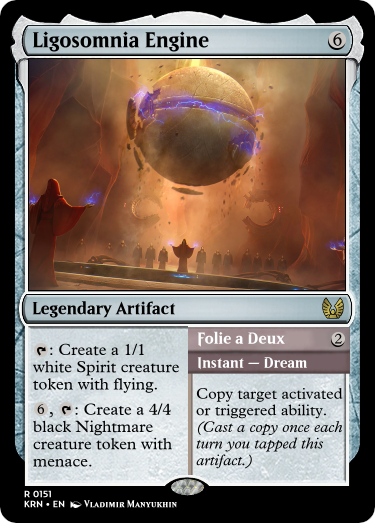 Ligosomnia Engine 6
Legendary Artifact
: Create a 1/1
white Spirit creature
token with flying.
6, : Create a 4/4
black Nightmare
creature token with
menace.
Folie a Deux 2
Instant — Dream
Copy target activated
or triggered ability.
(Cast a copy once each
turn you tapped this
artifact.)
R 0151
KRN • EN Vladimir Manyukhin